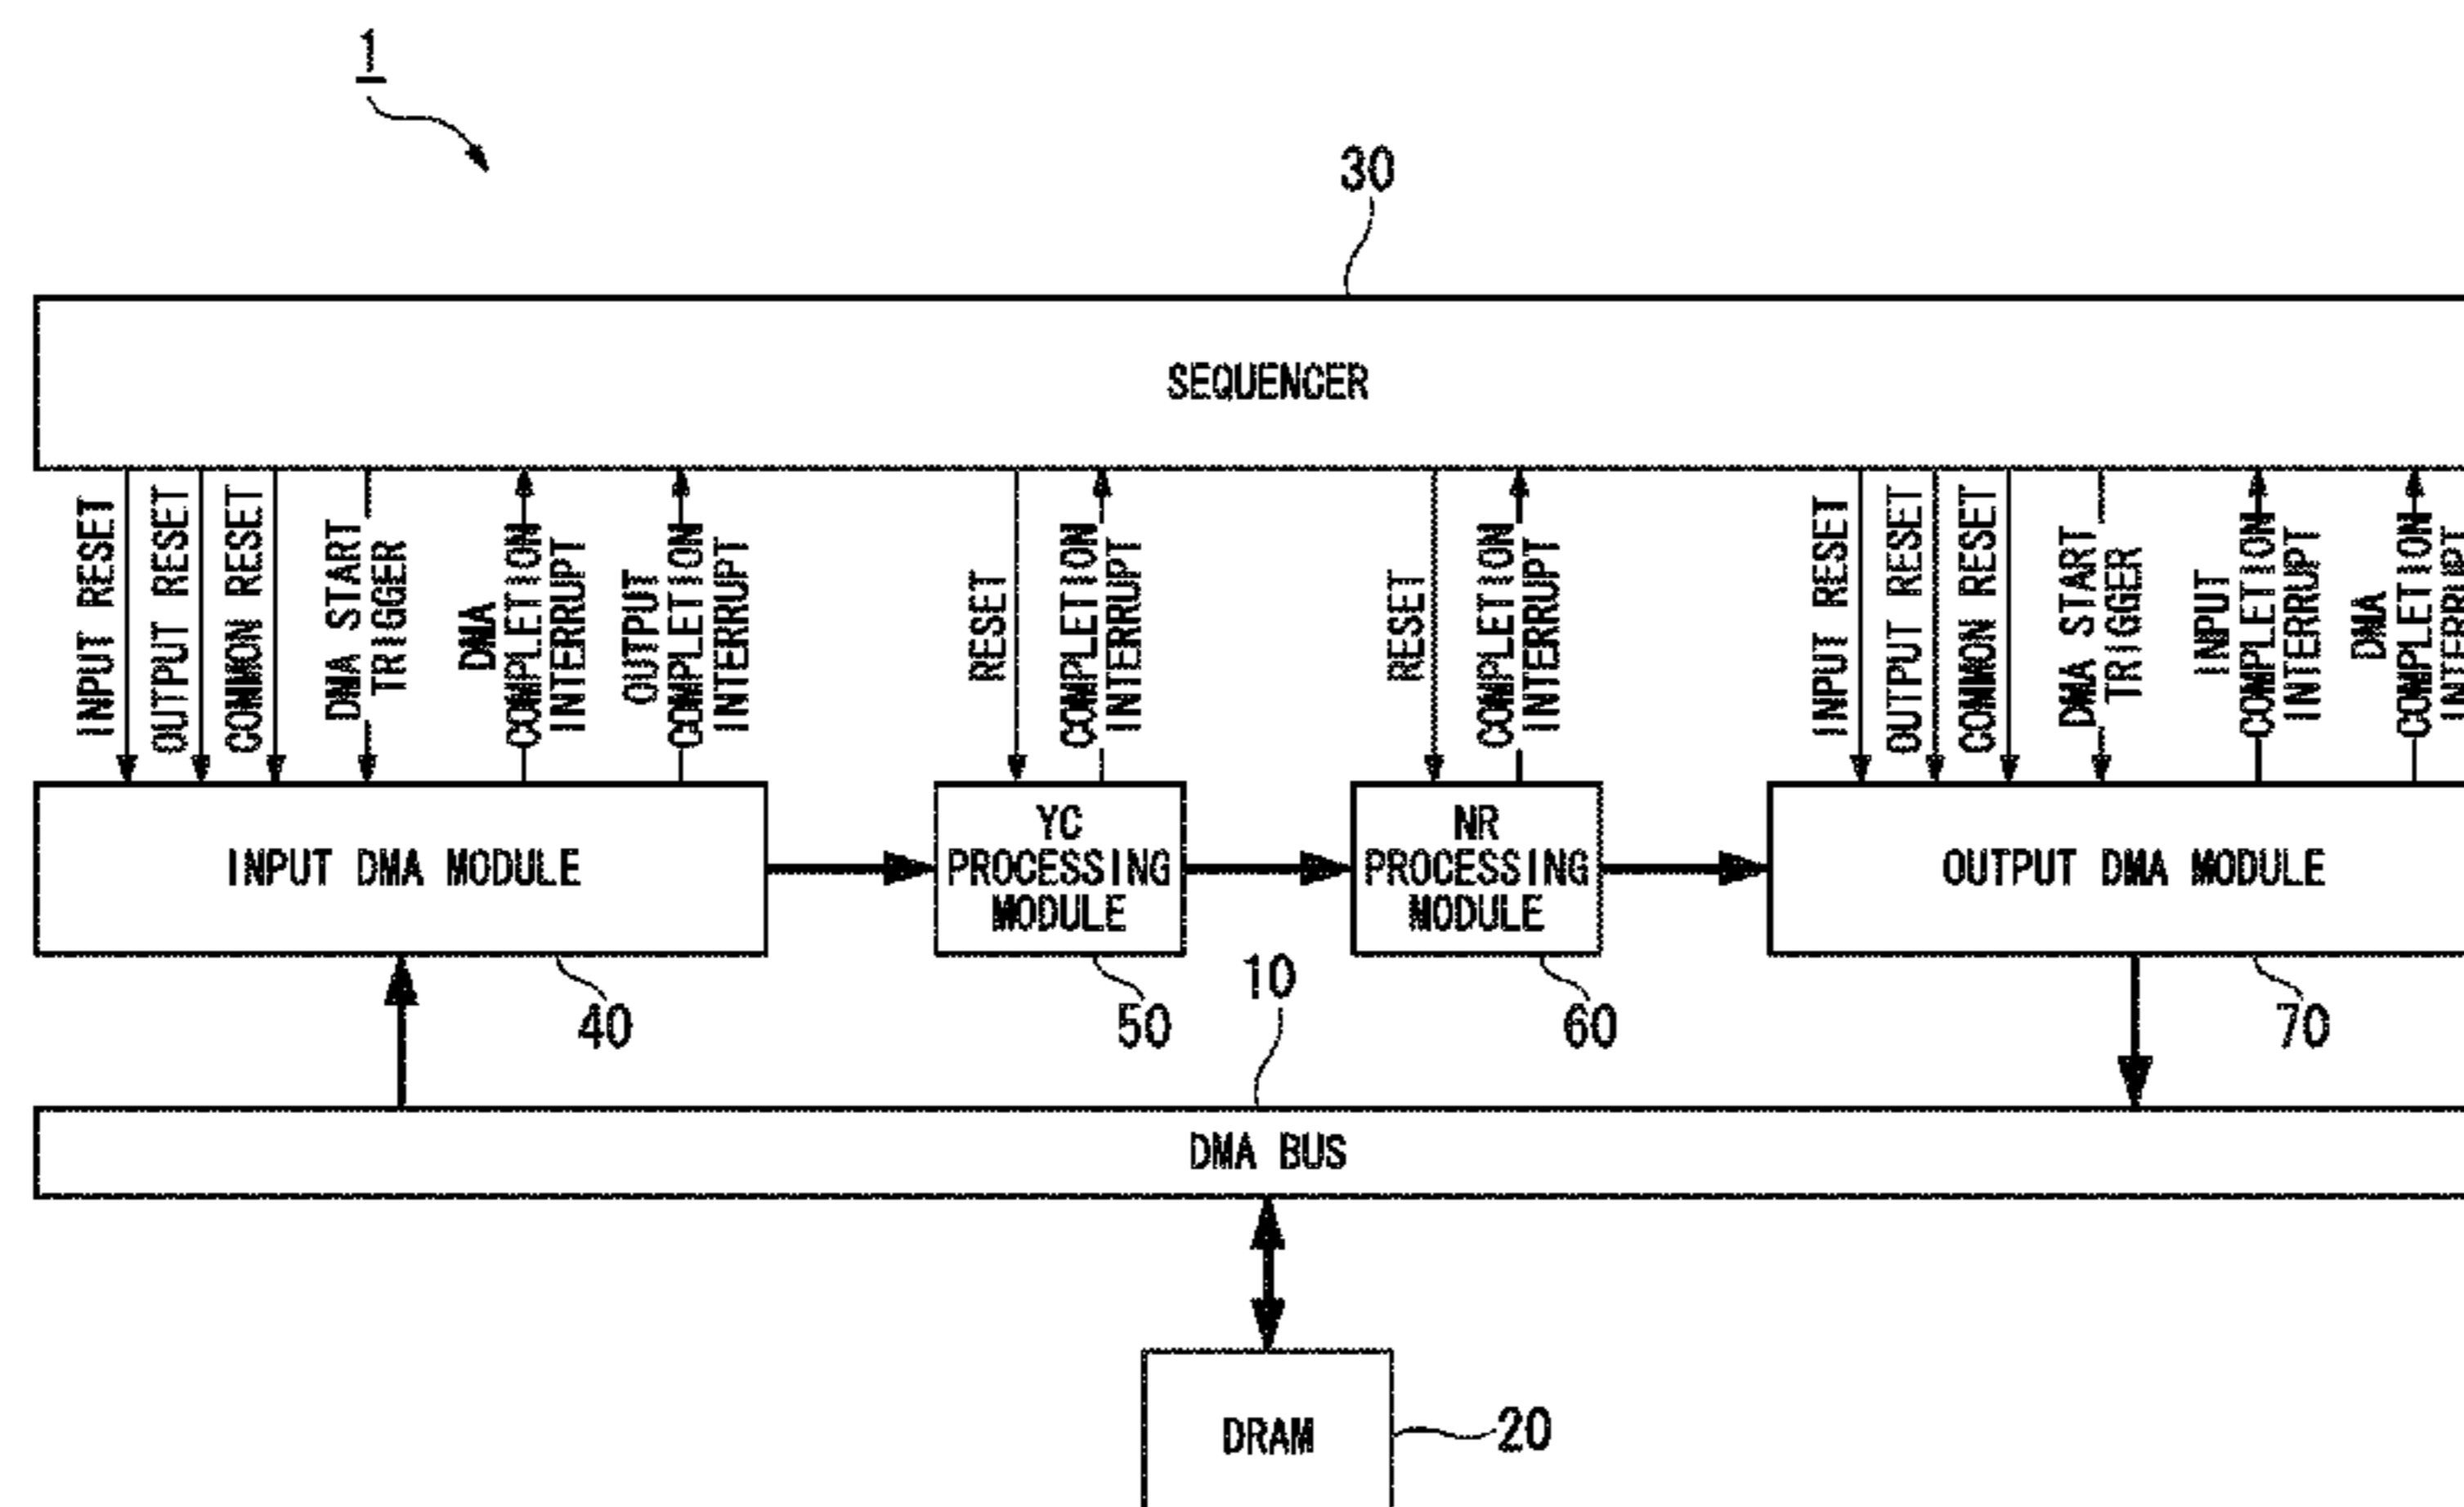 1
30
SEQUENCER
INPUT RESET
OUTPUT RESET
COMMON RESET
DMA START
TRIGGER
DMA
COMPLETION
INTERRUPT
OUTPUT
COMPLETION
INTERRUPT
RESET
COMPLETION
INTERRUPT
RESET
COMPLETION
INTERRUPT
INPUT RESET
OUTPUT RESET
COMMON RESET
DMA START
TRIGGER
INPUT
COMPLETION
INTERRUPT
DMA
COMPLETION
INTERRUPT
INPUT DMA MODULE
YC
PROCESSING
MODULE
NR
PROCESSING
MODULE
OUTPUT DMA MODULE
40
50
10
60
70
DMA BUS
DRAM
20